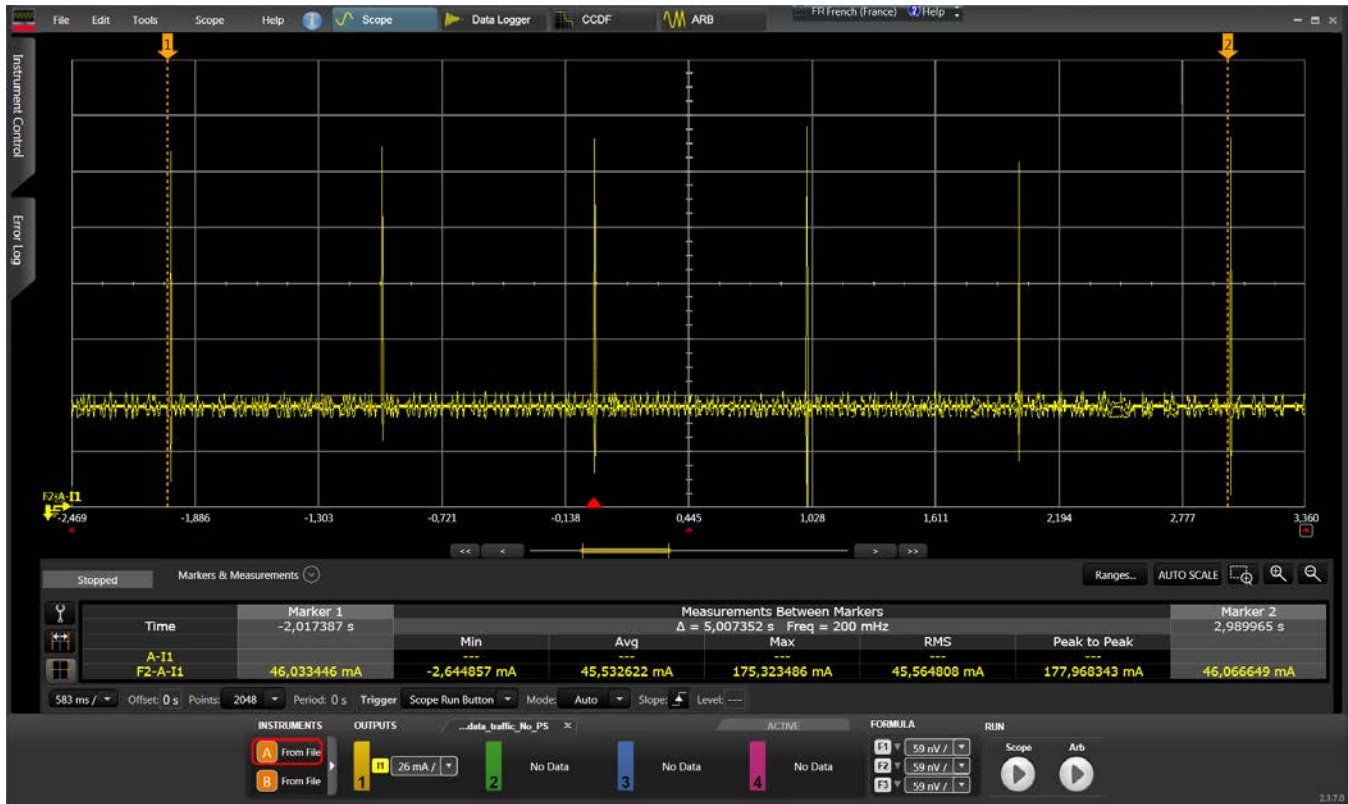 File Edit Tools Scope Help Scope Data Logger CCDF ARB FR French (France) Help
1 2
Instrument Control
Error Log
F2-A-I1
-2,469 -1,886 -1,303 -0,721 -0,138 0,445 1,028 1,611 2,194 2,777 3,360
<< < > >>
Stopped Markers & Measurements Ranges... AUTO SCALE
Marker 1 Measurements Between Markers Marker 2
Time -2,017387 s Δ = 5,007352 s Freq = 200 mHz 2,989965 s
Min Avg Max RMS Peak to Peak
A-I1 --- --- --- --- ---
F2-A-I1 46,033446 mA -2,644857 mA 45,532622 mA 175,323486 mA 45,564808 mA 177,968343 mA 46,066649 mA
583 ms / Offset: 0 s Points: 2048 Period: 0 s Trigger Scope Run Button Mode: Auto Slope: Level: ---
INSTRUMENTS OUTPUTS ...data_traffic_No_PS × ACTIVE FORMULA RUN
A From File 1 I1 26 mA / 2 No Data 3 No Data 4 No Data F1 59 nV / Scope Arb
F2 59 nV /
B From File F3 59 nV /
2.3.7.0